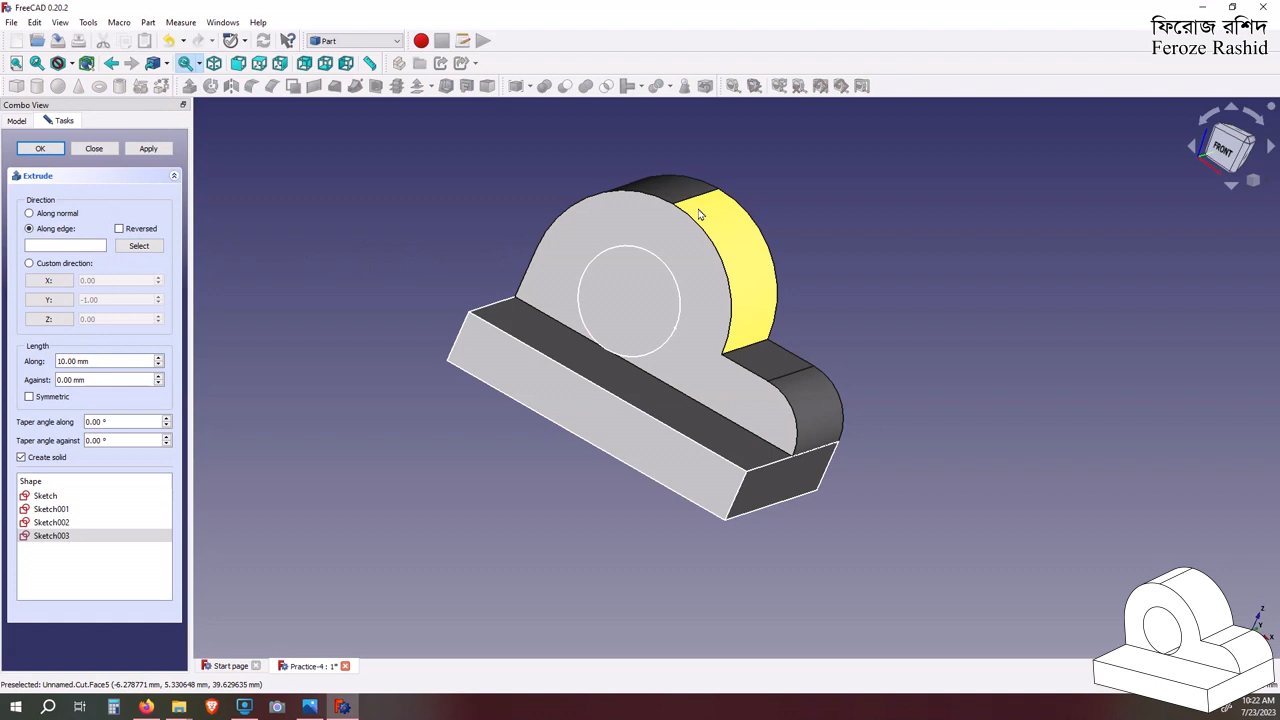 FreeCAD 0.20.2
ফিরোজ রশিদ
Feroze Rashid
File Edit View Tools Macro Part Measure Windows Help
Part
Combo View
Model Tasks
OK Close Apply
Extrude
Direction
Along normal
Along edge: Reversed
Select
Custom direction:
X: 0.00
Y: -1.00
Z: 0.00
Length
Along: 10.00 mm
Against: 0.00 mm
Symmetric
Taper angle along 0.00 °
Taper angle against 0.00 °
Create solid
Shape
Sketch
Sketch001
Sketch002
Sketch003
FRONT
Z
Y
X
Start page Practice-4 : 1*
Preselected: Unnamed.Cut.Face5 (-6.278771 mm, 5.330648 mm, 39.629635 mm)
10:22 AM
7/23/2023